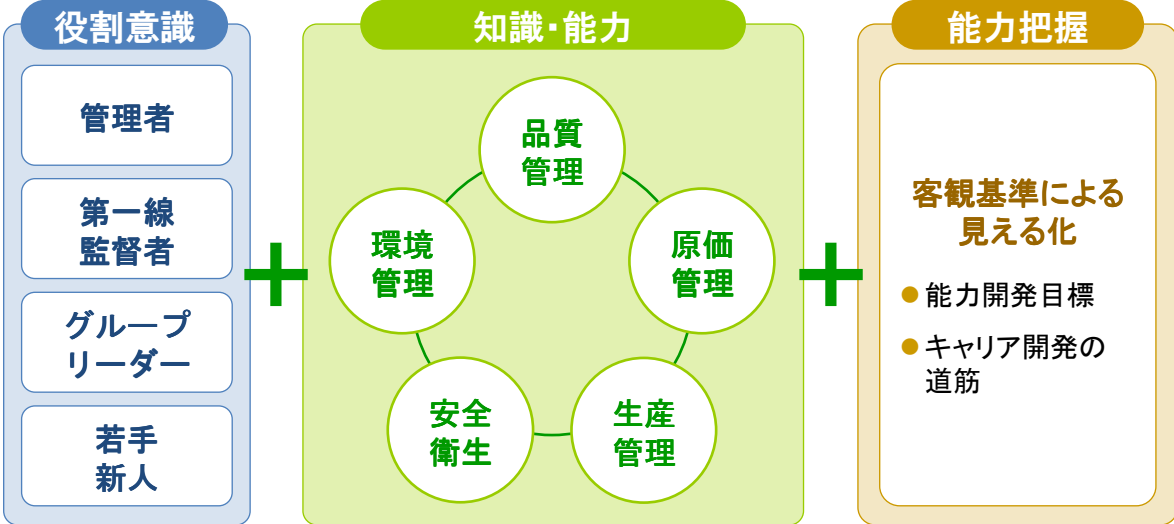 役割意識
管理者
第一線
監督者
グループ
リーダー
若手
新人
+
知識・能力
品質
管理
環境
管理
原価
管理
安全
衛生
生産
管理
+
能力把握
客観基準による
見える化
●能力開発目標
●キャリア開発の
道筋